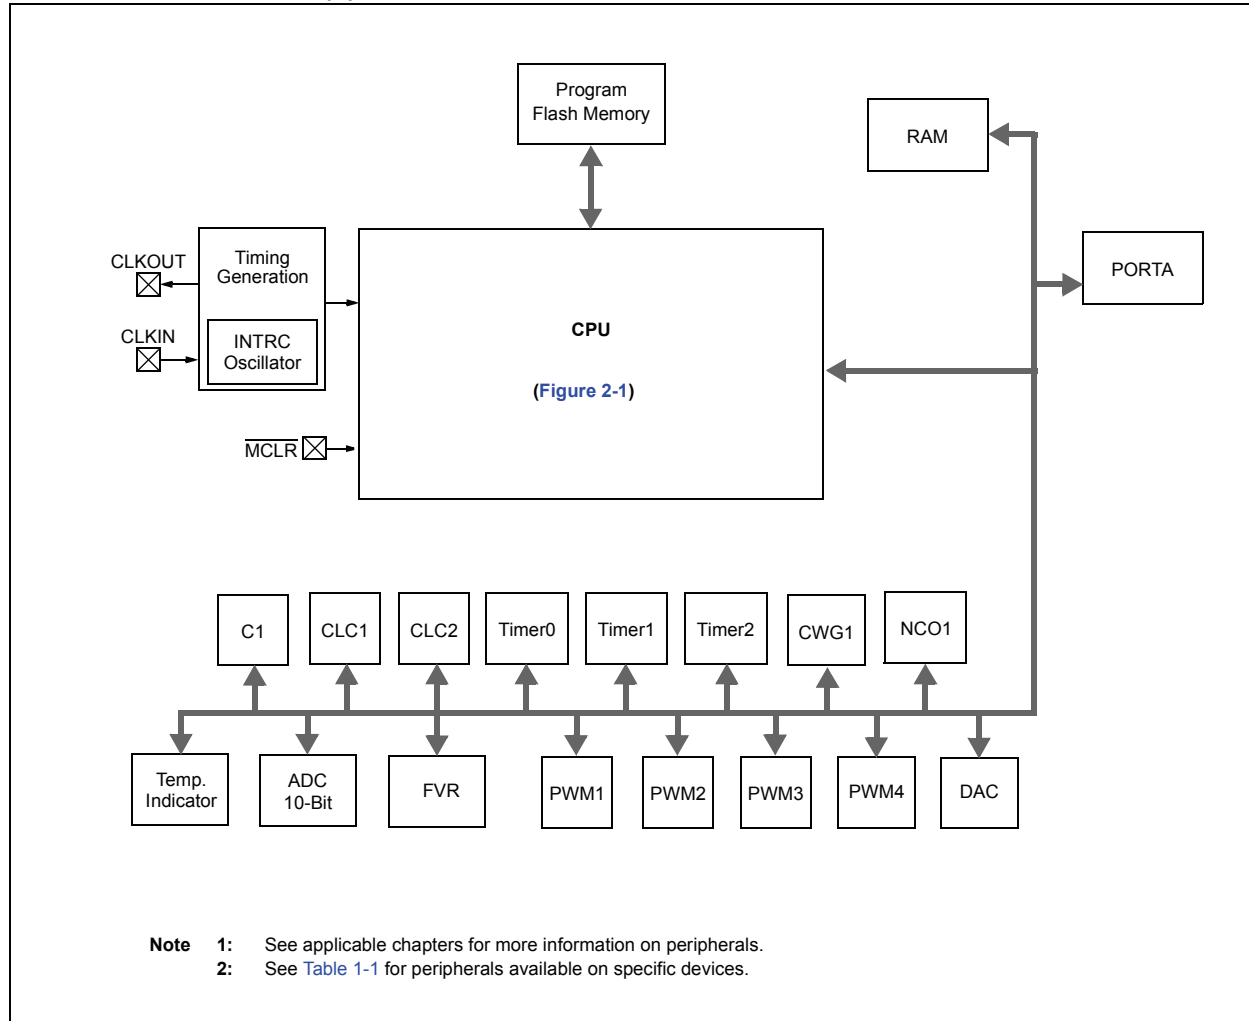 Program
Flash Memory
RAM
PORTA
CLKOUT
Timing
Generation
CLKIN
INTRC
Oscillator
CPU
(Figure 2-1)
MCLR
C1
CLC1
CLC2
Timer0
Timer1
Timer2
CWG1
NCO1
Temp.
Indicator
ADC
10-Bit
FVR
PWM1
PWM2
PWM3
PWM4
DAC
Note 1: See applicable chapters for more information on peripherals.
2: See Table 1-1 for peripherals available on specific devices.